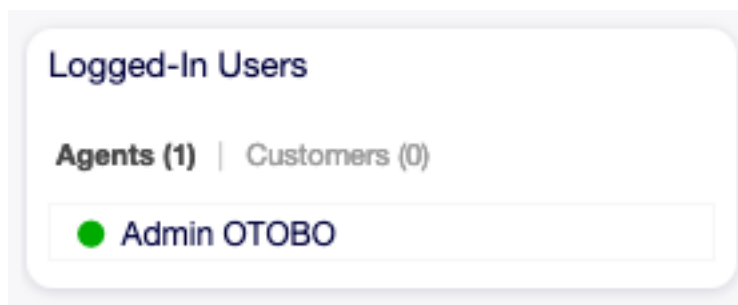 Logged-In Users
Agents (1) | Customers (0)
Admin OTOBO